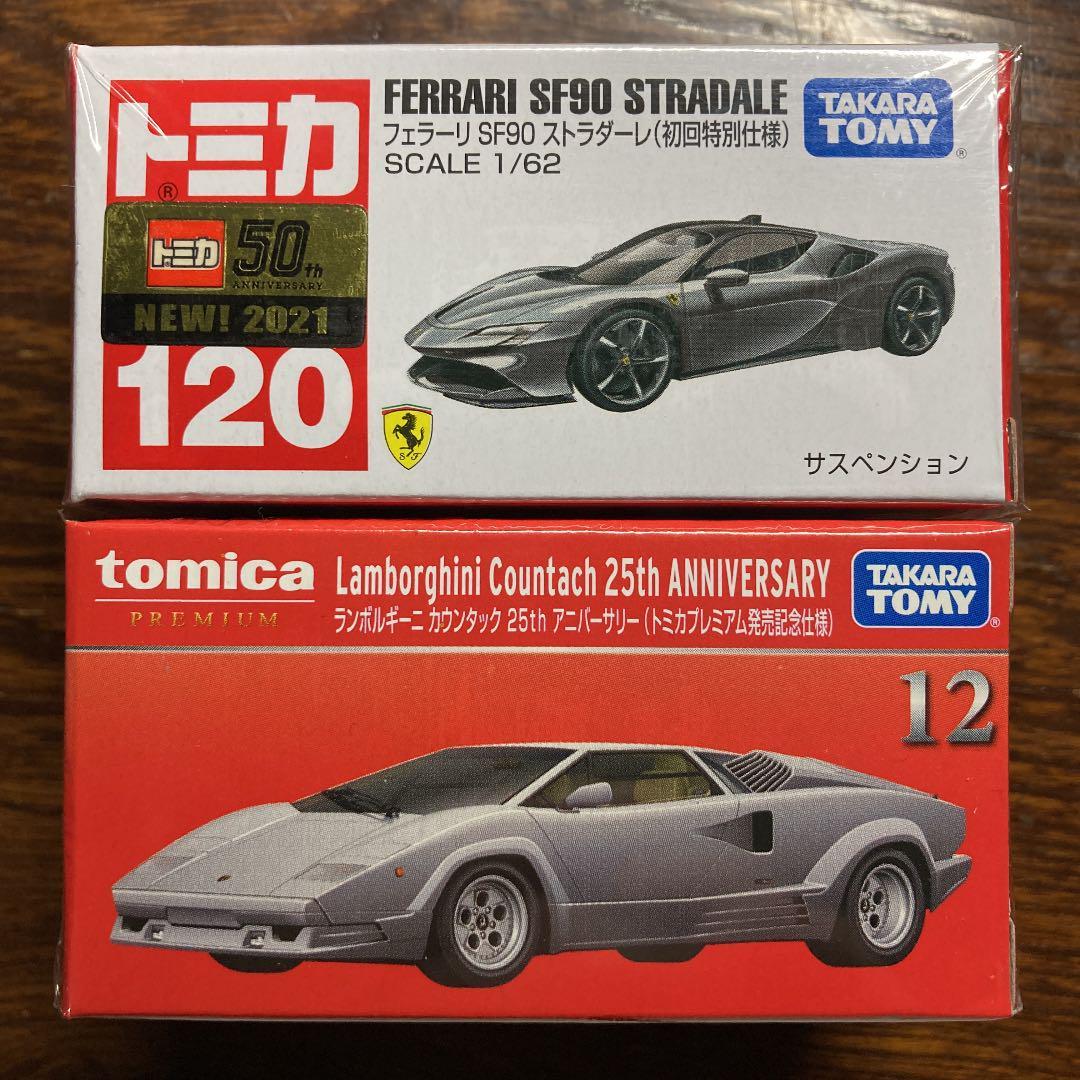 トミカ
®
FERRARI SF90 STRADALE
フェラーリ SF90 ストラダーレ(初回特別仕様)
SCALE 1/62
TAKARA
TOMY
®
トミカ
50th
ANNIVERSARY
NEW! 2021
120
S F
サスペンション
tomica
PREMIUM
Lamborghini Countach 25th ANNIVERSARY
ランボルギーニ カウンタック 25th アニバーサリー(トミカプレミアム発売記念仕様)
TAKARA
TOMY
®
12